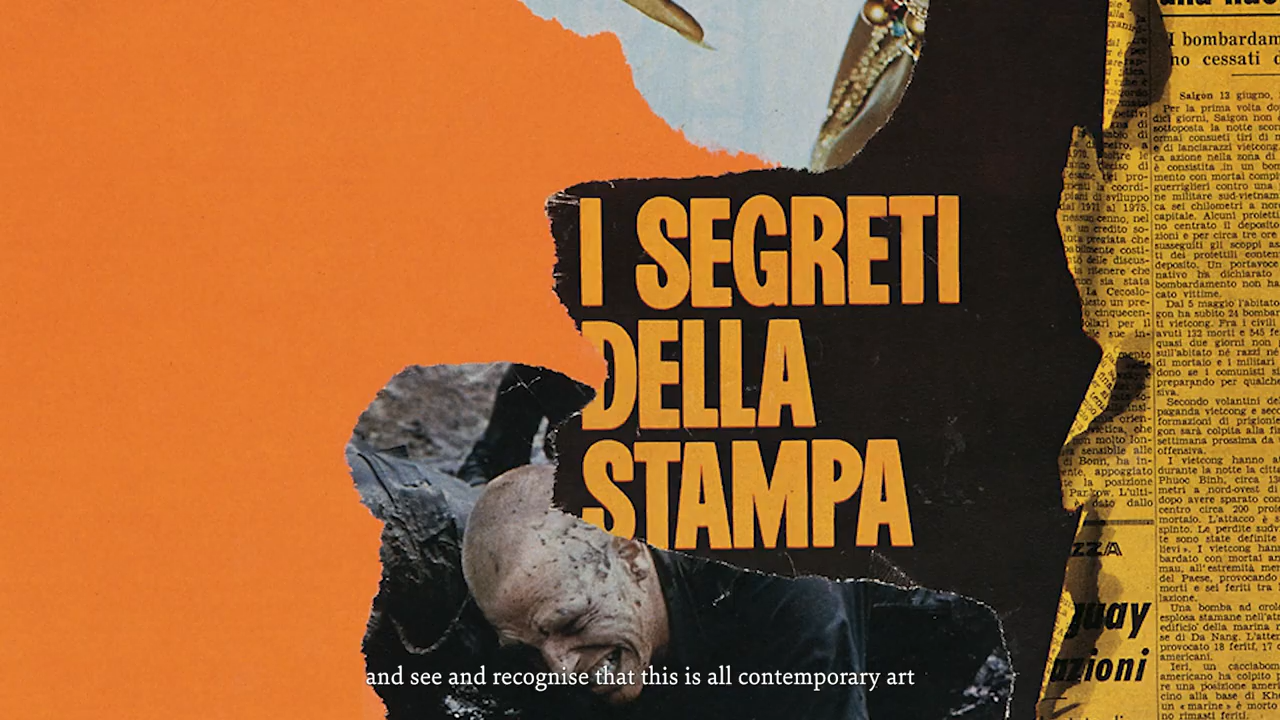 I SEGRETI
DELLA
STAMPA
and see and recognise that this is all contemporary art
I bombardam
no cessati d
Saigon 13 giugno,
Per la prima volta do
dici giorni, Saigon non
sottoposta la notte scor
ormai consueti tiri di m
e di lanciarazzi vietcong.
ca azione nella zona di
è consistita in un bom
mento con mortai compi
guerriglieri contro una
ne militare sud-vietnam
ca sei chilometri a nord
capitale. Alcuni proietti
no centrato il deposito
zioni e per circa tre ore
susseguiti gli scoppi as
ti dei proiettili conten
deposito. Un portavoce
nativo ha dichiarato
bombardamento non ha
cato vittime.
Dal 5 maggio l'abitato
gon ha subito 24 bombar
ti vietcong. Fra i civili
avuti 132 morti e 545 fe
quasi due giorni non
sull'abitato né razzi né
di mortaio e i militari
dono se i comunisti si
preparando per qualche
siva.
Secondo volantini del
paganda vietcong e seco
formazioni di prigionie
gon sarà colpita alla fi
settimana prossima da
offensiva.
I vietcong hanno at
durante la notte la città
Phuoc Binh, circa 13
metri a nord-ovest di
dopo avere sparato con
centro circa 200 proie
mortaio. L'attacco è s
spinto. Le perdite sudv
te sono state definite
lievi». I vietcong hann
bardato con mortai an
mau, all'estremità mer
del Paese, provocando
morti e sei feriti tra
lazione.
Una bomba ad orolo
esplosa stamane nell'at
edificio della marina
se di Da Nang. L'atten
provocato 18 feriti, 17
americani.
Ieri, un cacciabom
americano ha colpito
re una posizione ameri
cino alla base di Khe
un «marine» è morto
no rimasti feriti.
guay
azioni